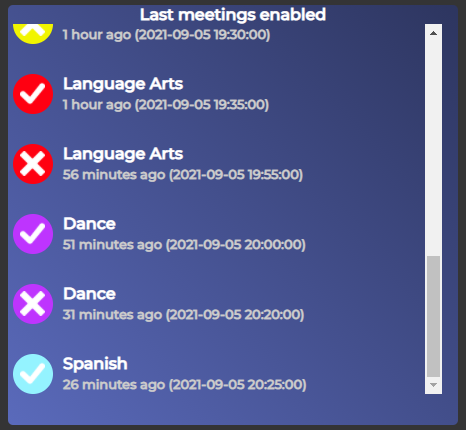 Last meetings enabled
1 hour ago (2021-09-05 19:30:00)
Language Arts
1 hour ago (2021-09-05 19:35:00)
Language Arts
56 minutes ago (2021-09-05 19:55:00)
Dance
51 minutes ago (2021-09-05 20:00:00)
Dance
31 minutes ago (2021-09-05 20:20:00)
Spanish
26 minutes ago (2021-09-05 20:25:00)